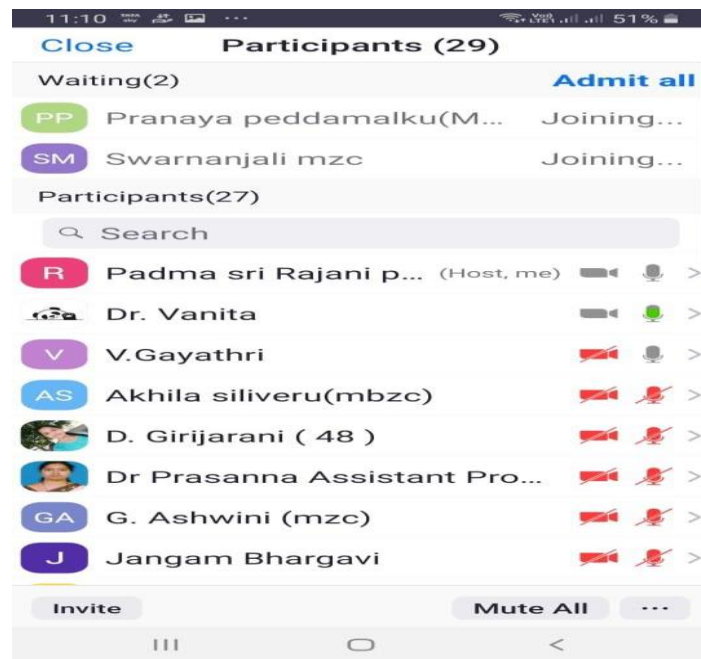 11:10 ... 51%
Close Participants (29)
Waiting(2) Admit all
PP Pranaya peddamalku(M... Joining...
SM Swarnanjali mzc Joining...
Participants(27)
Search
R Padma sri Rajani p... (Host, me)
Dr. Vanita
V V.Gayathri
AS Akhila siliveru(mbzc)
D. Girijarani ( 48 )
Dr Prasanna Assistant Pro...
GA G. Ashwini (mzc)
J Jangam Bhargavi
Invite Mute All ...